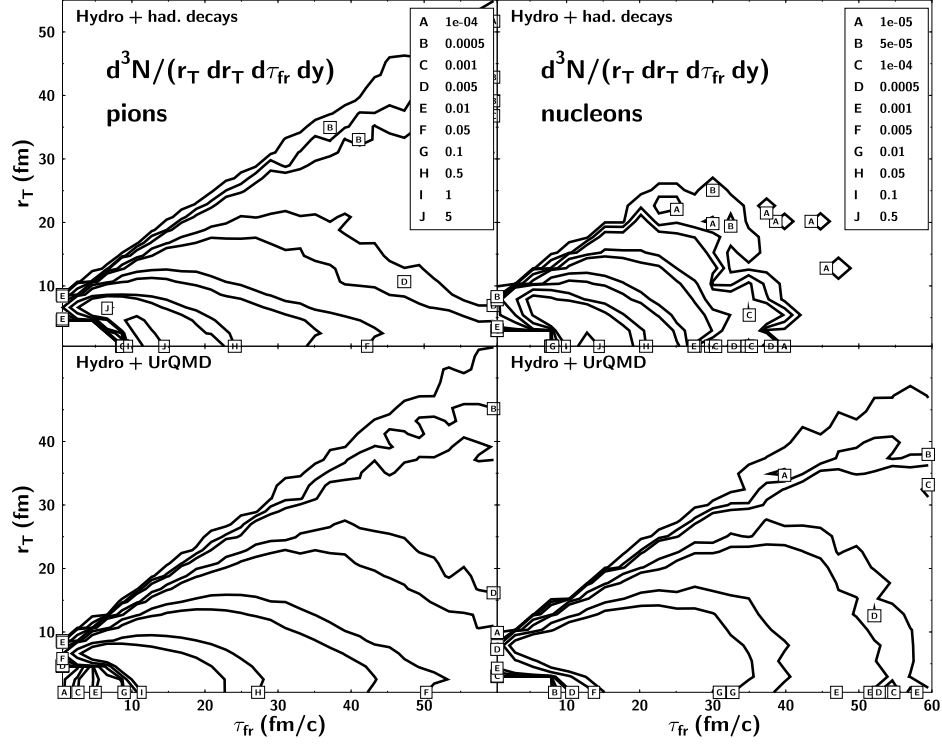 Hydro + had. decays
d³N/(r_T dr_T dτ_fr dy)
pions
A 1e-04
B 0.0005
C 0.001
D 0.005
E 0.01
F 0.05
G 0.1
H 0.5
I 1
J 5
r_T (fm)
50
40
30
20
10
B
B
D
E
E
J
I
J
H
F
Hydro + had. decays
d³N/(r_T dr_T dτ_fr dy)
nucleons
A 1e-05
B 5e-05
C 1e-04
D 0.0005
E 0.001
F 0.005
G 0.01
H 0.05
I 0.1
J 0.5
B
A
A
B
A
A
A
A
C
B
G
I
J
H
E
C
D
C
D
A
Hydro + UrQMD
r_T (fm)
40
30
20
10
B
D
E
F
A
C
E
G
I
H
F
10
20
30
40
50
τ_fr (fm/c)
Hydro + UrQMD
A
B
C
D
A
D
E
B
D
F
G
H
E
E
D
C
E
10
20
30
40
50
60
τ_fr (fm/c)